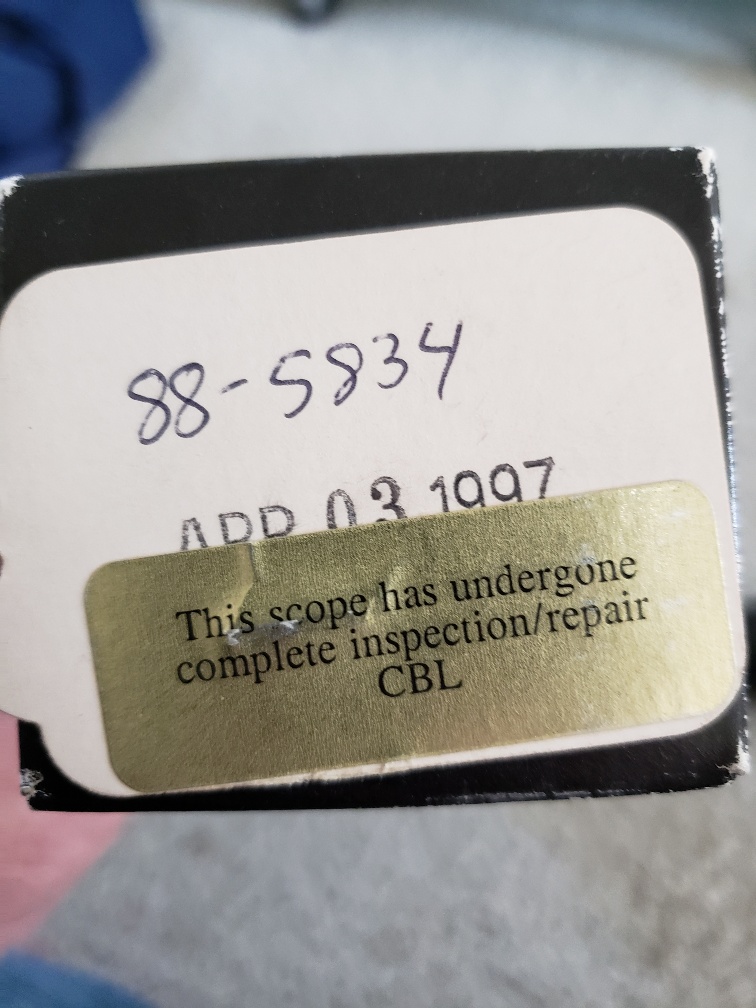 88-5834
APR 03 1997
This scope has undergone
complete inspection/repair
CBL